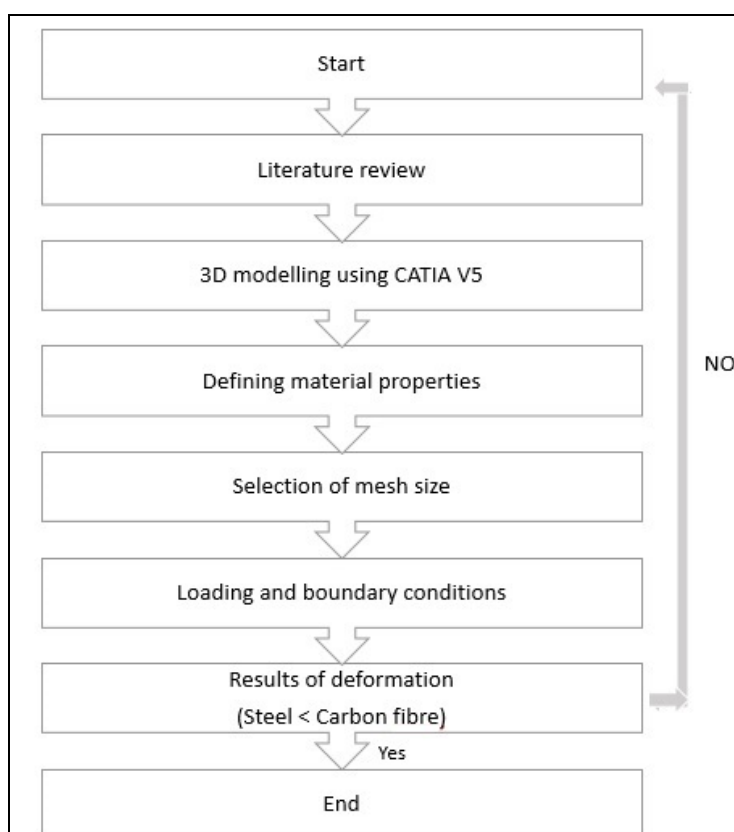 Start
Literature review
3D modelling using CATIA V5
NO
Defining material properties
Selection of mesh size
Loading and boundary conditions
Results of deformation
(Steel < Carbon fibre)
Yes
End